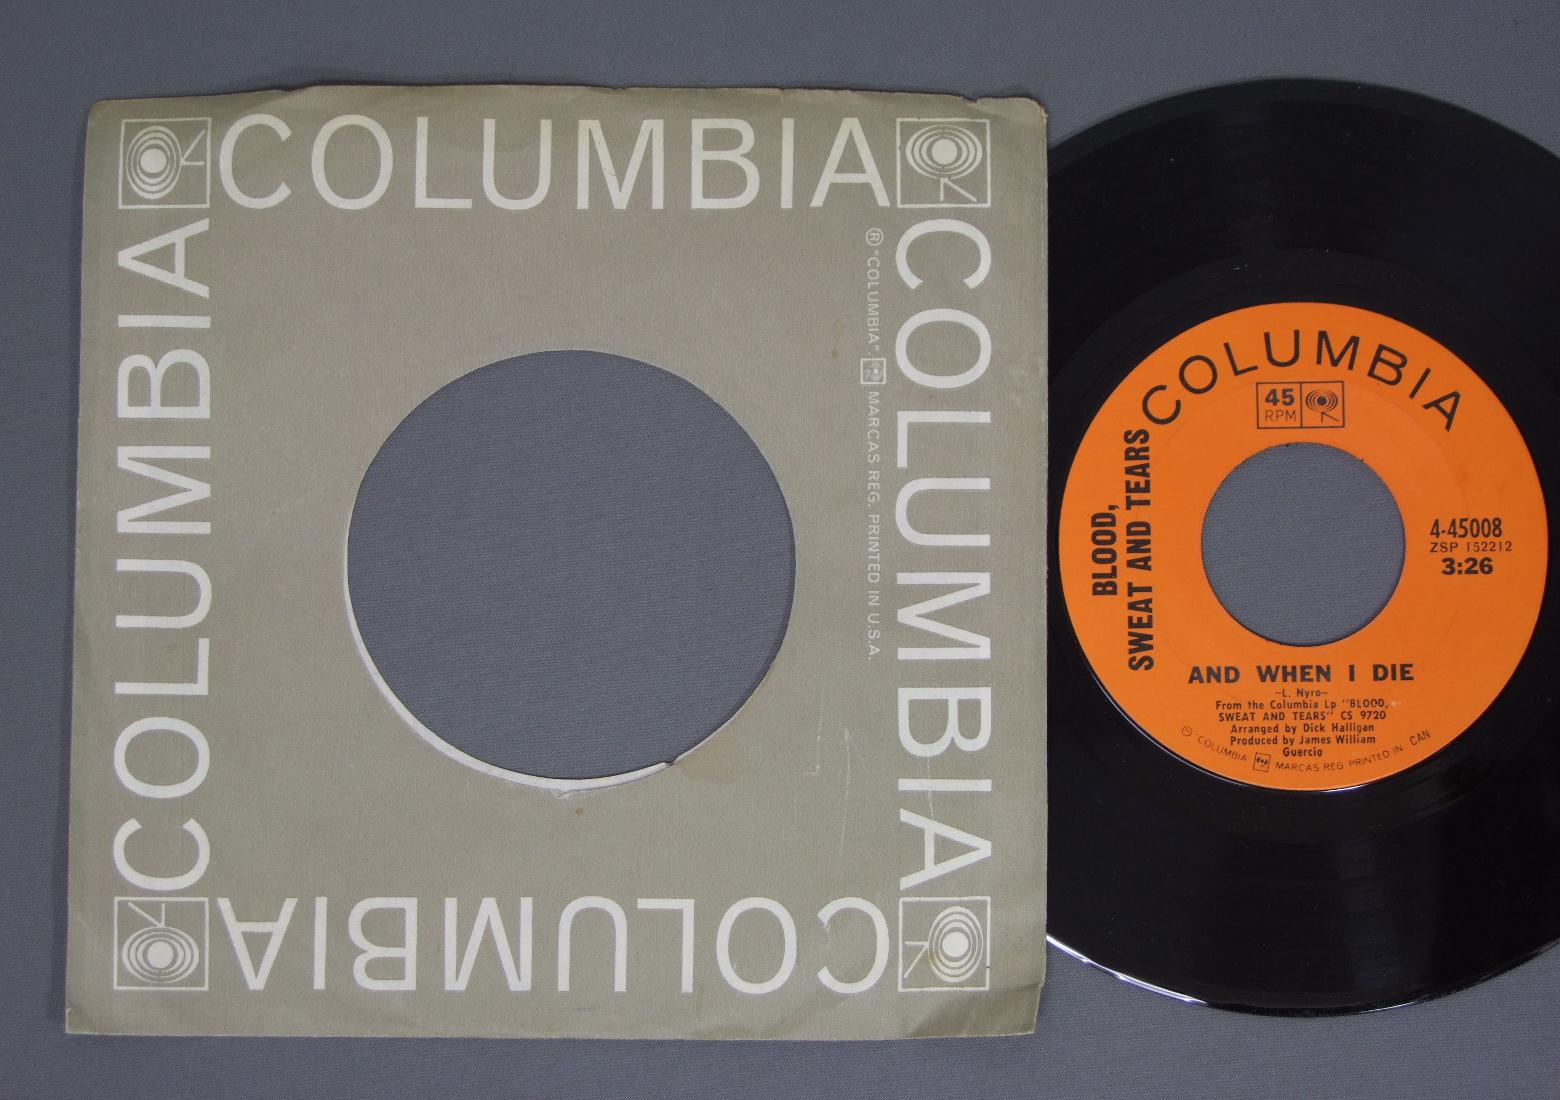 COLUMBIA
COLUMBIA
COLUMBIA
COLUMBIA
® "COLUMBIA", MARCAS REG. PRINTED IN U.S.A.
COLUMBIA
45
RPM
BLOOD,
SWEAT AND TEARS
4-45008
ZSP 152212
3:26
AND WHEN I DIE
-L. Nyro-
From the Columbia Lp "BLOOD,
SWEAT AND TEARS" CS 9720
Arranged by Dick Halligan
Produced by James William
Guercio
® "COLUMBIA" MARCAS REG PRINTED IN CAN